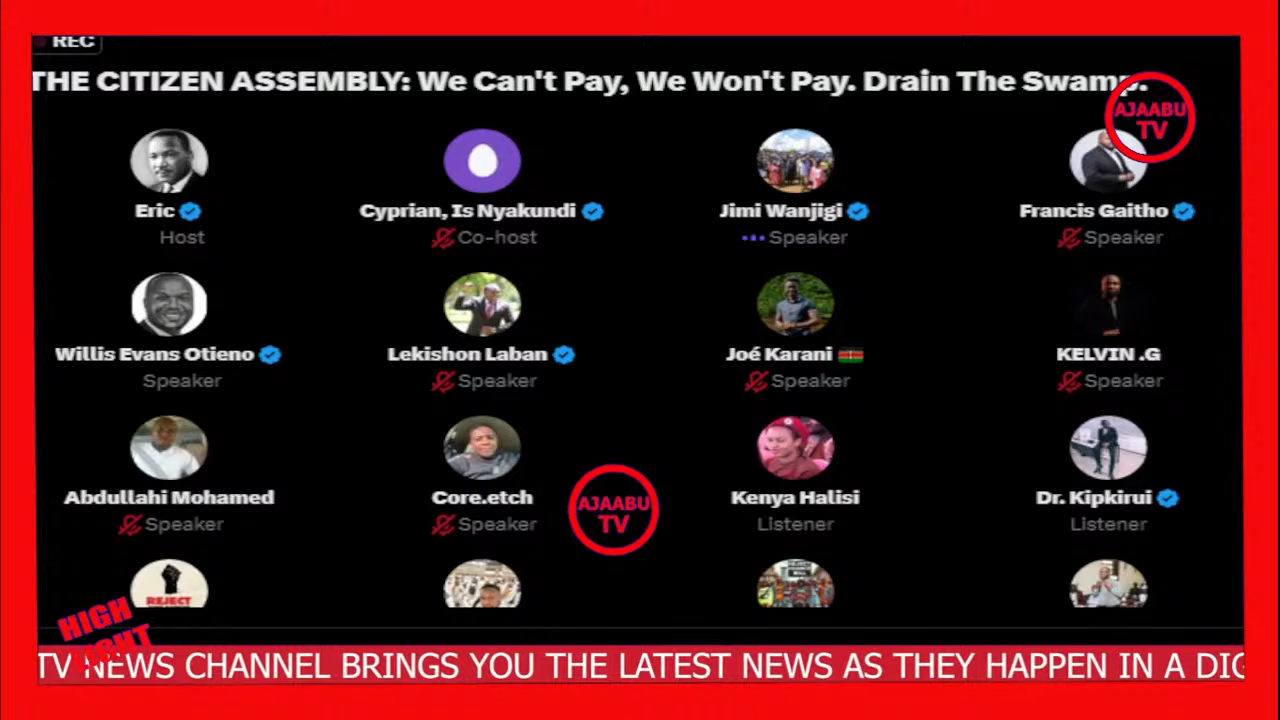 REC
THE CITIZEN ASSEMBLY: We Can't Pay, We Won't Pay. Drain The Swamp.
AJAABU
TV
Eric
Cyprian, Is Nyakundi
Jimi Wanjigi
Francis Gaitho
Host
Co-host
Speaker
Speaker
Willis Evans Otieno
Lekishon Laban
Joé Karani
KELVIN .G
Speaker
Speaker
Speaker
Speaker
Abdullahi Mohamed
Core.etch
Kenya Halisi
Dr. Kipkirui
Speaker
Speaker
Listener
Listener
AJAABU
TV
REJECT
REJECT
HIGH
TV NEWS CHANNEL BRINGS YOU THE LATEST NEWS AS THEY HAPPEN IN A DIG